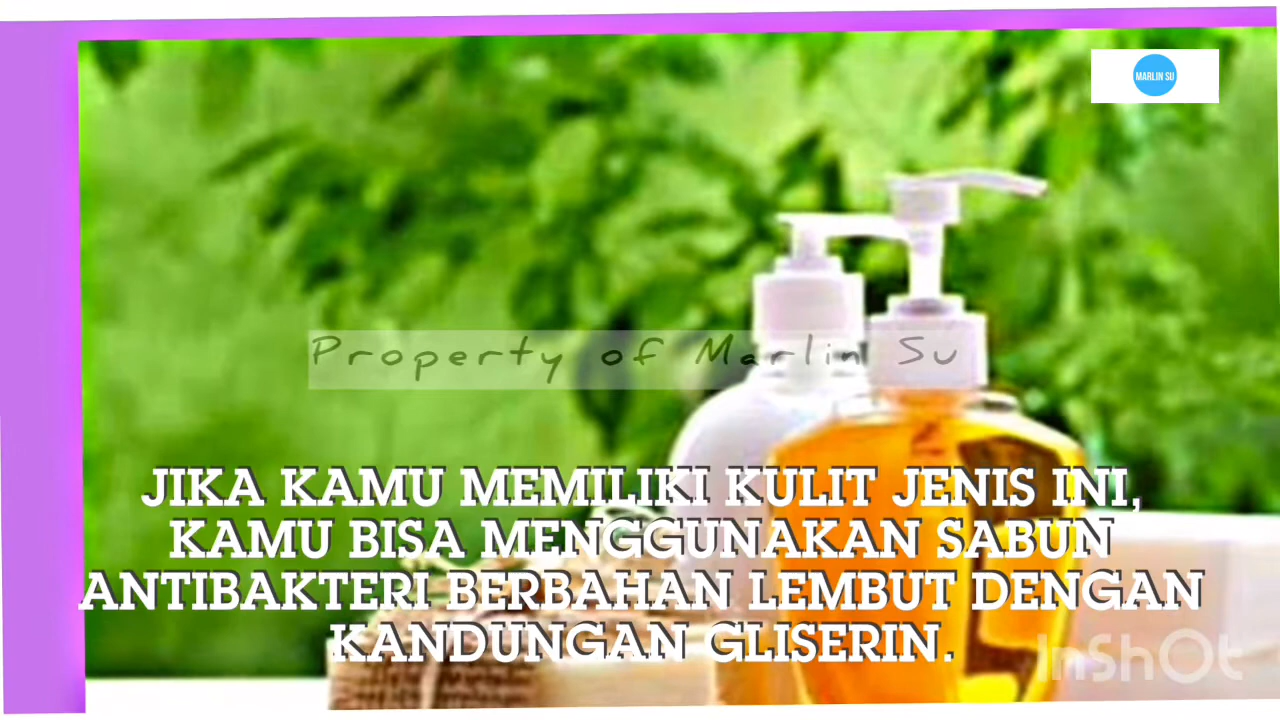 MARLIN SU
Property of Marlin Su
JIKA KAMU MEMILIKI KULIT JENIS INI,
KAMU BISA MENGGUNAKAN SABUN
ANTIBAKTERI BERBAHAN LEMBUT DENGAN
KANDUNGAN GLISERIN.
InShOt